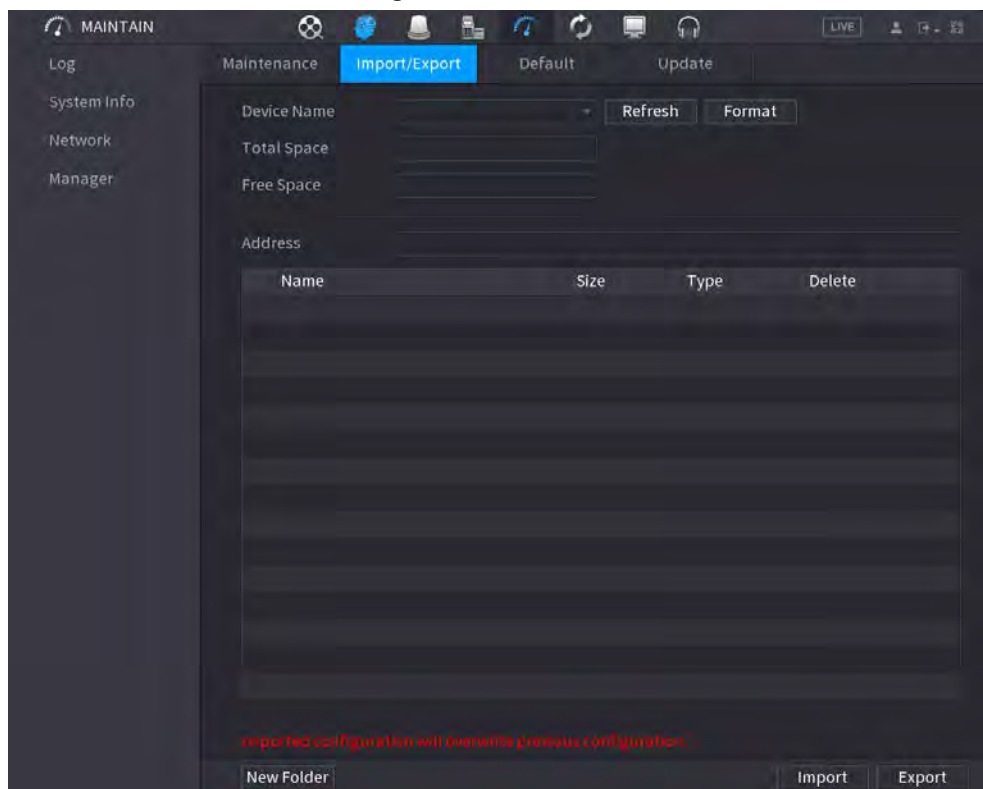 MAINTAIN LIVE
Log Maintenance Import/Export Default Update
System Info Device Name Refresh Format
Network Total Space
Manager Free Space
Address
Name Size Type Delete
Imported configuration will overwrite previous configuration.
New Folder Import Export